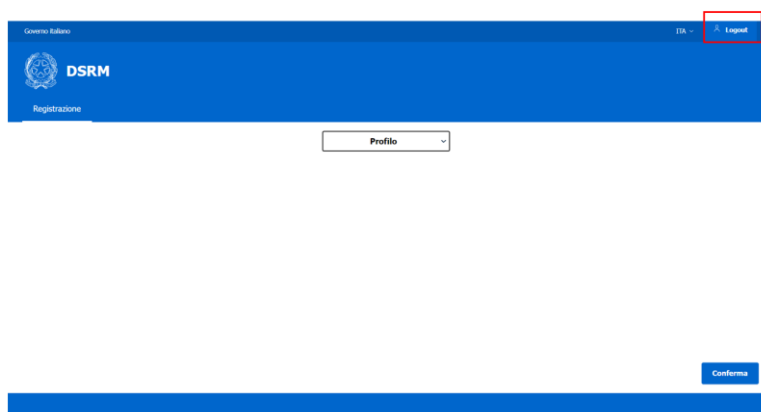 Governo italiano
ITA
Logout
DSRM
Registrazione
Profilo
Conferma